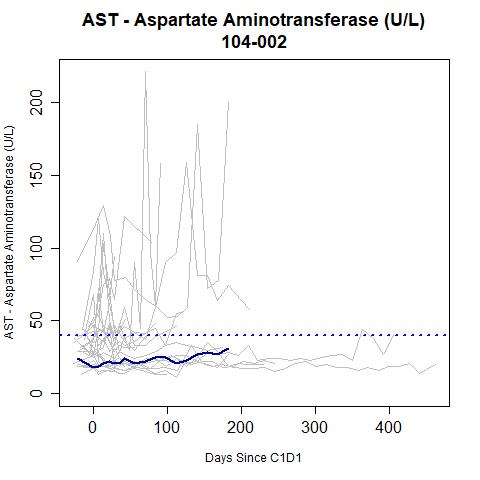 AST - Aspartate Aminotransferase (U/L)
104-002
AST - Aspartate Aminotransferase (U/L)
200
150
100
50
0
0 100 200 300 400
Days Since C1D1